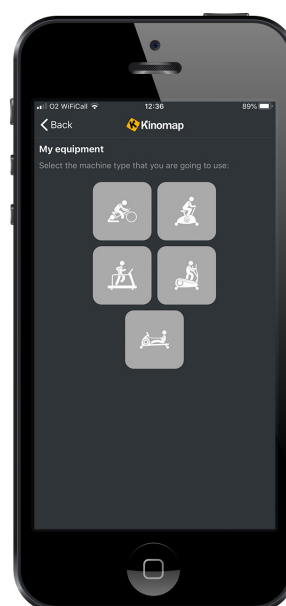 O2 WiFiCall
12:36
89%
Back
Kinomap
My equipment
Select the machine type that you are going to use: